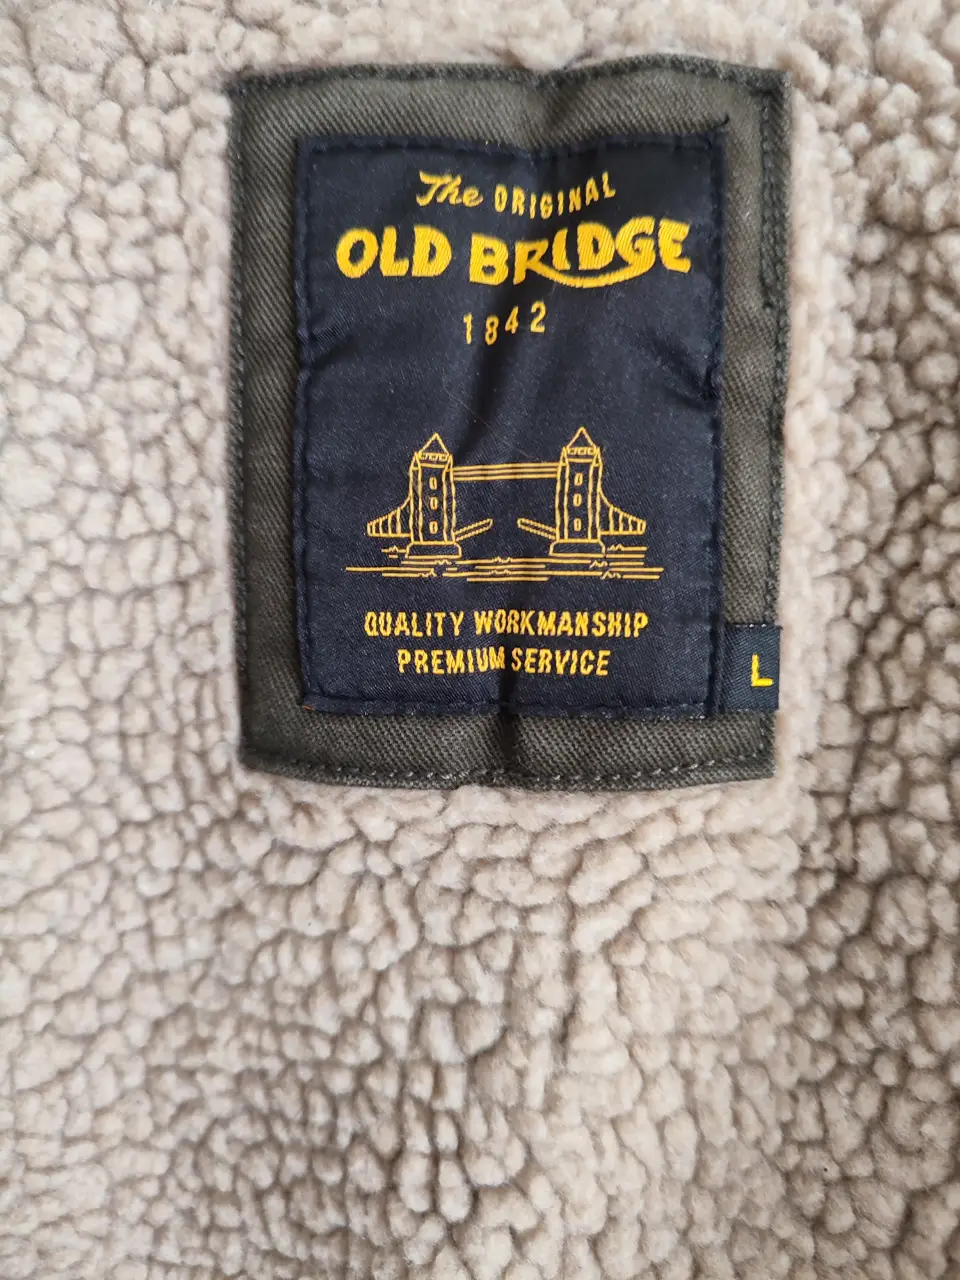 The ORIGINAL
OLD BRIDGE
1842
QUALITY WORKMANSHIP
PREMIUM SERVICE
L